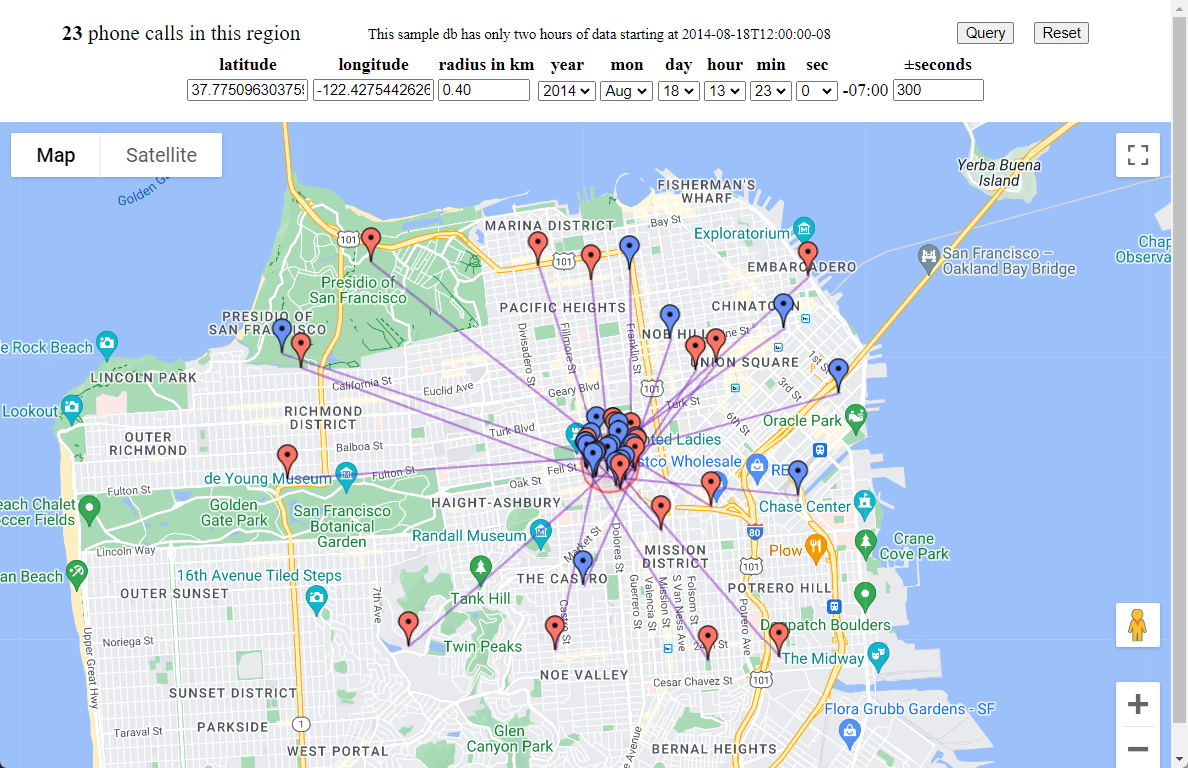 23 phone calls in this region
This sample db has only two hours of data starting at 2014-08-18T12:00:00-08
Query Reset
latitude longitude radius in km year mon day hour min sec ±seconds
37.77509630375 -122.4275442626 0.40 2014 Aug 18 13 23 0 -07:00 300
Map Satellite
Yerba Buena
Island
FISHERMAN'S
WHARF
MARINA DISTRICT
Bay St
Exploratorium
101
101
EMBARCADERO
San Francisco –
Oakland Bay Bridge
Chap
Observa
Presidio of
San Francisco
PACIFIC HEIGHTS
CHINATOWN
PRESIDIO OF
SAN FRANCISCO
NOB HILL
Divisadero St
Fillmore St
Franklin St
e Rock Beach
UNION SQUARE
1st St
LINCOLN PARK
California St
Euclid Ave
Geary Blvd
101
3rd St
Lookout
Turk St
RICHMOND
DISTRICT
6th St
Oracle Park
OUTER
RICHMOND
Balboa St
Turk Blvd
nted Ladies
de Young Museum
Fulton St
Fell St
stco Wholesale
RE
Oak St
Fulton St
each Chalet
ccer Fields
Golden
Gate Park
San Francisco
Botanical
Garden
HAIGHT-ASHBURY
Chase Center
Randall Museum
Market St
Dolores St
80
Crane
Cove Park
Lincoln Way
MISSION
DISTRICT
Plow
an Beach
16th Avenue Tiled Steps
THE CASTRO
101
OUTER SUNSET
7th Ave
Tank Hill
Castro St
Guerrero St
Valencia St
Mission St
S Van Ness Ave
Folsom St
Potrero Ave
POTRERO HILL
Upper Great Hwy
Noriega St
Twin Peaks
24th St
Dogpatch Boulders
The Midway
NOE VALLEY
Cesar Chavez St
101
SUNSET DISTRICT
Flora Grubb Gardens - SF
PARKSIDE
1
Taraval St
Glen
Canyon Park
WEST PORTAL
BERNAL HEIGHTS